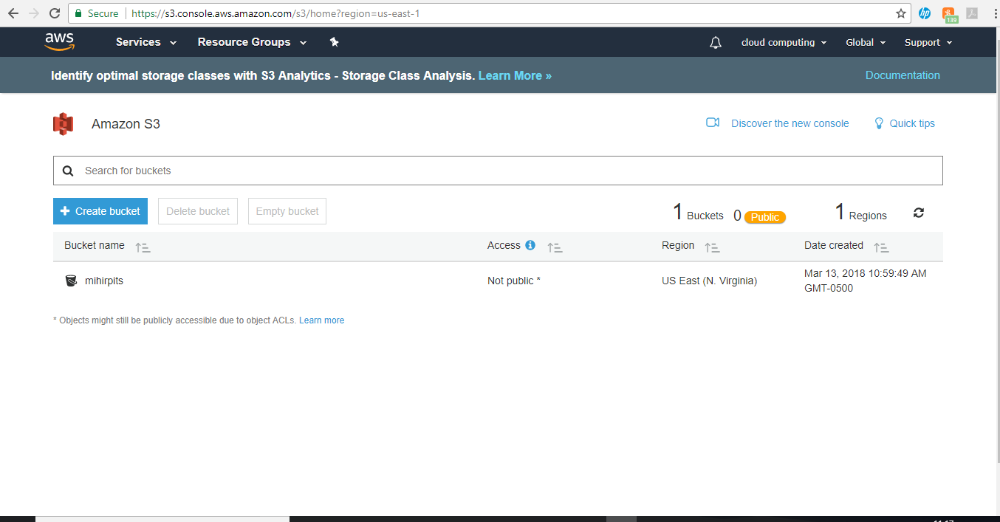 Secure | https://s3.console.aws.amazon.com/s3/home?region=us-east-1
139
aws Services Resource Groups cloud computing Global Support
Identify optimal storage classes with S3 Analytics - Storage Class Analysis. Learn More » Documentation
Amazon S3 Discover the new console Quick tips
Search for buckets
+ Create bucket Delete bucket Empty bucket 1 Buckets 0 Public 1 Regions
Bucket name Access Region Date created
mihirpits Not public * US East (N. Virginia) Mar 13, 2018 10:59:49 AM
GMT-0500
* Objects might still be publicly accessible due to object ACLs. Learn more